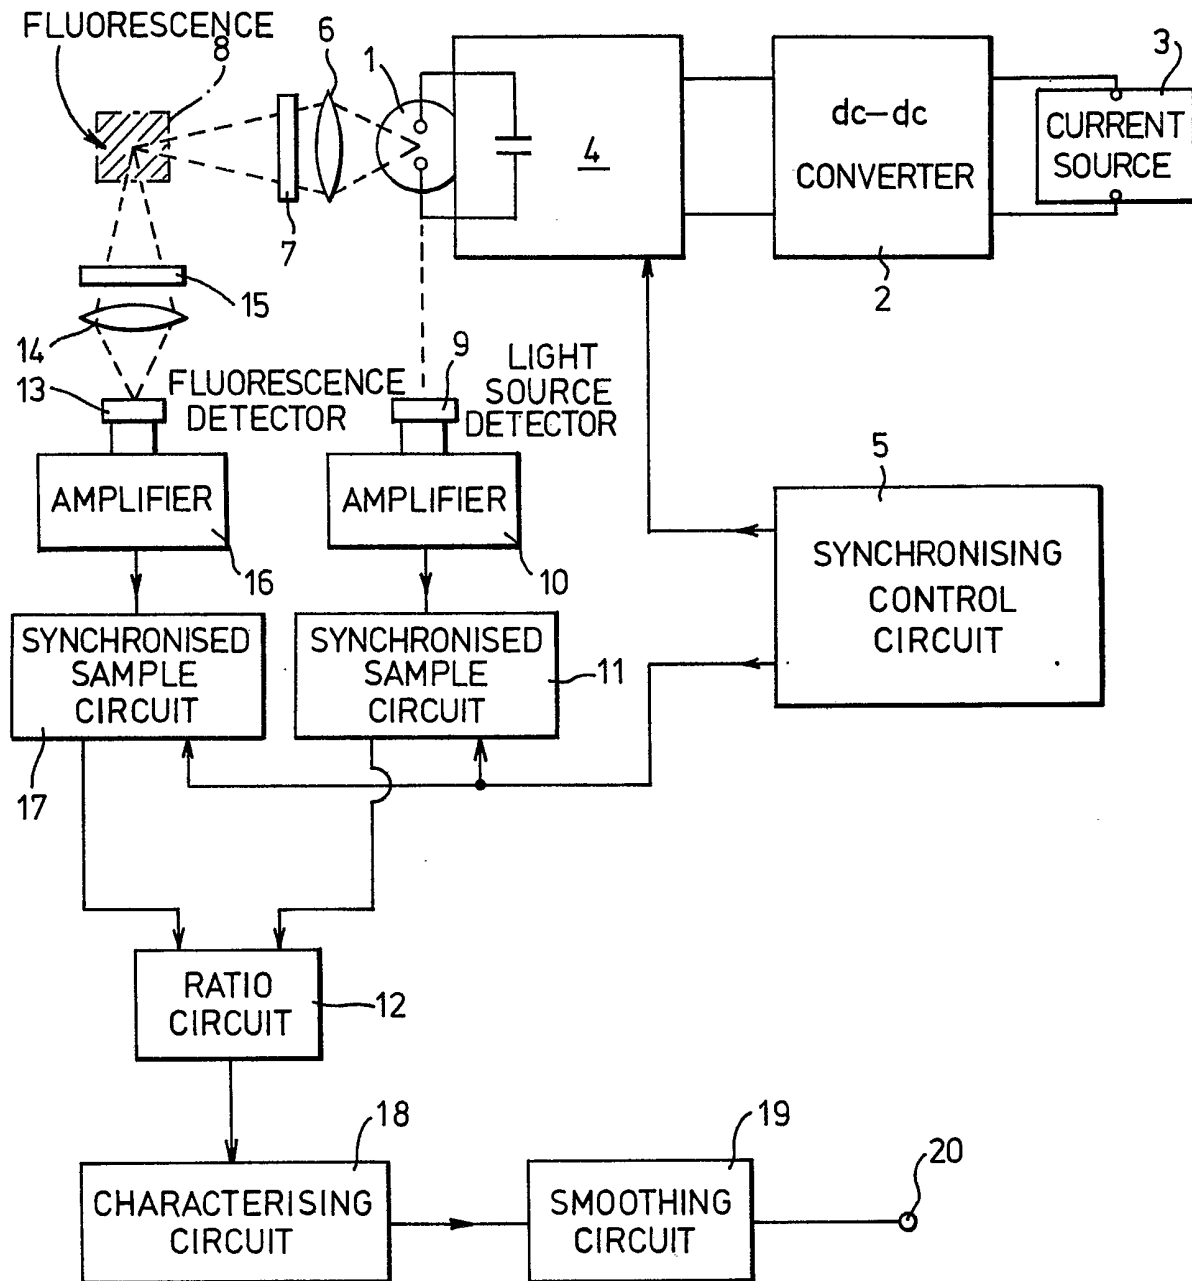 FLUORESCENCE
8
6
1
4
dc-dc
CONVERTER
2
3
CURRENT
SOURCE
7
15
14
13
FLUORESCENCE
DETECTOR
9
LIGHT
SOURCE
DETECTOR
AMPLIFIER
16
AMPLIFIER
10
5
SYNCHRONISING
CONTROL
CIRCUIT
SYNCHRONISED
SAMPLE
CIRCUIT
17
SYNCHRONISED
SAMPLE
CIRCUIT
11
RATIO
CIRCUIT
12
18
CHARACTERISING
CIRCUIT
19
SMOOTHING
CIRCUIT
20